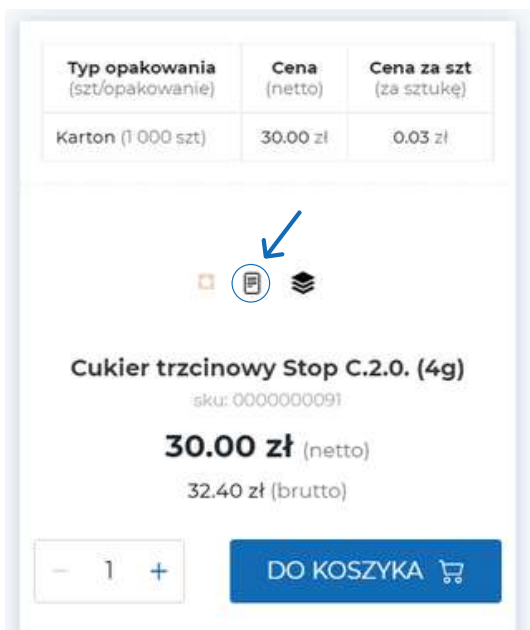 Typ opakowania Cena Cena za szt
(szt/opakowanie) (netto) (za sztukę)
Karton (1 000 szt) 30.00 zł 0.03 zł
Cukier trzcinowy Stop C.2.0. (4g)
sku: 0000000091
30.00 zł (netto)
32.40 zł (brutto)
− 1 + DO KOSZYKA